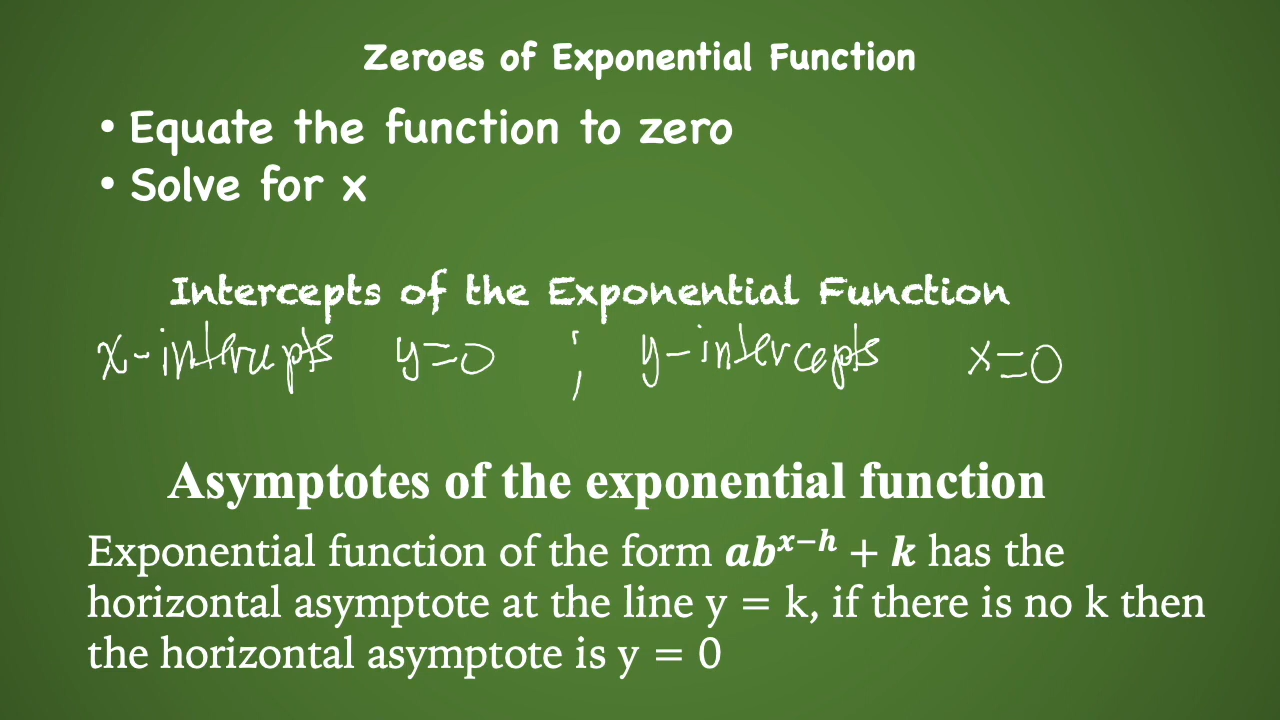 Zeroes of Exponential Function
• Equate the function to zero
• Solve for x
Intercepts of the Exponential Function
x-intercepts y=0 ; y-intercepts x=0
Asymptotes of the exponential function
Exponential function of the form abˣ⁻ʰ + k has the
horizontal asymptote at the line y = k, if there is no k then
the horizontal asymptote is y = 0